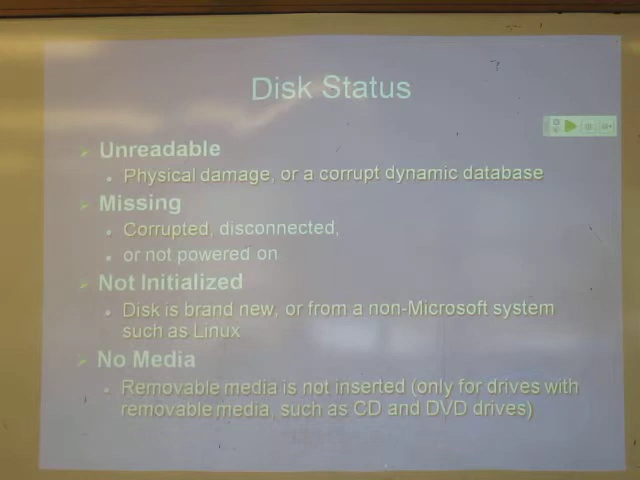 Disk Status
Unreadable
Physical damage, or a corrupt dynamic database
Missing
Corrupted, disconnected,
or not powered on
Not Initialized
Disk is brand new, or from a non-Microsoft system
such as Linux
No Media
Removable media is not inserted (only for drives with
removable media, such as CD and DVD drives)